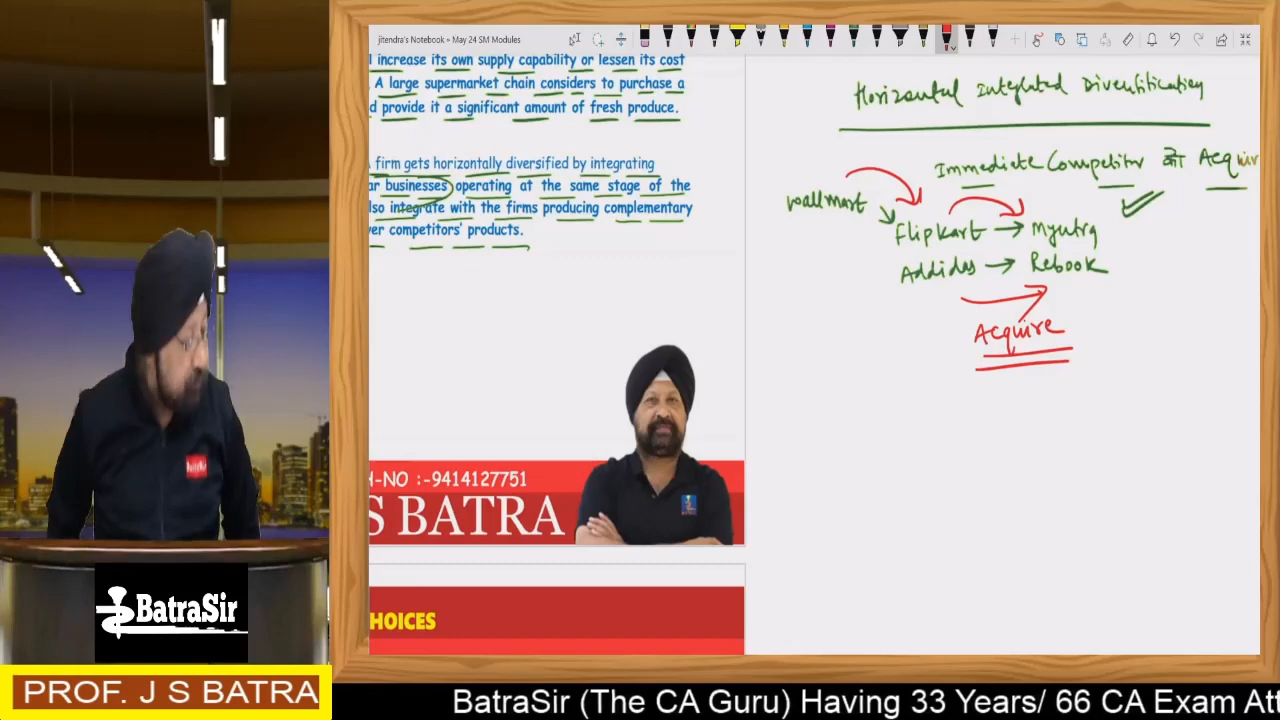 jitendra's Notebook » May 24 SM Modules
l increase its own supply capability or lessen its cost
. A large supermarket chain considers to purchase a
d provide it a significant amount of fresh produce.
firm gets horizontally diversified by integrating
ar businesses operating at the same stage of the
lso integrate with the firms producing complementary
ver competitors' products.
H-NO :-9414127751
S BATRA
HOICES
Horizontal Integrated Diversification
Immediate Competitor को Acquir
Wallmart
Flipkart → Myntra
Addidas → Rebook
Acquire
BatraSir
PROF. J S BATRA
BatraSir (The CA Guru) Having 33 Years/ 66 CA Exam Att